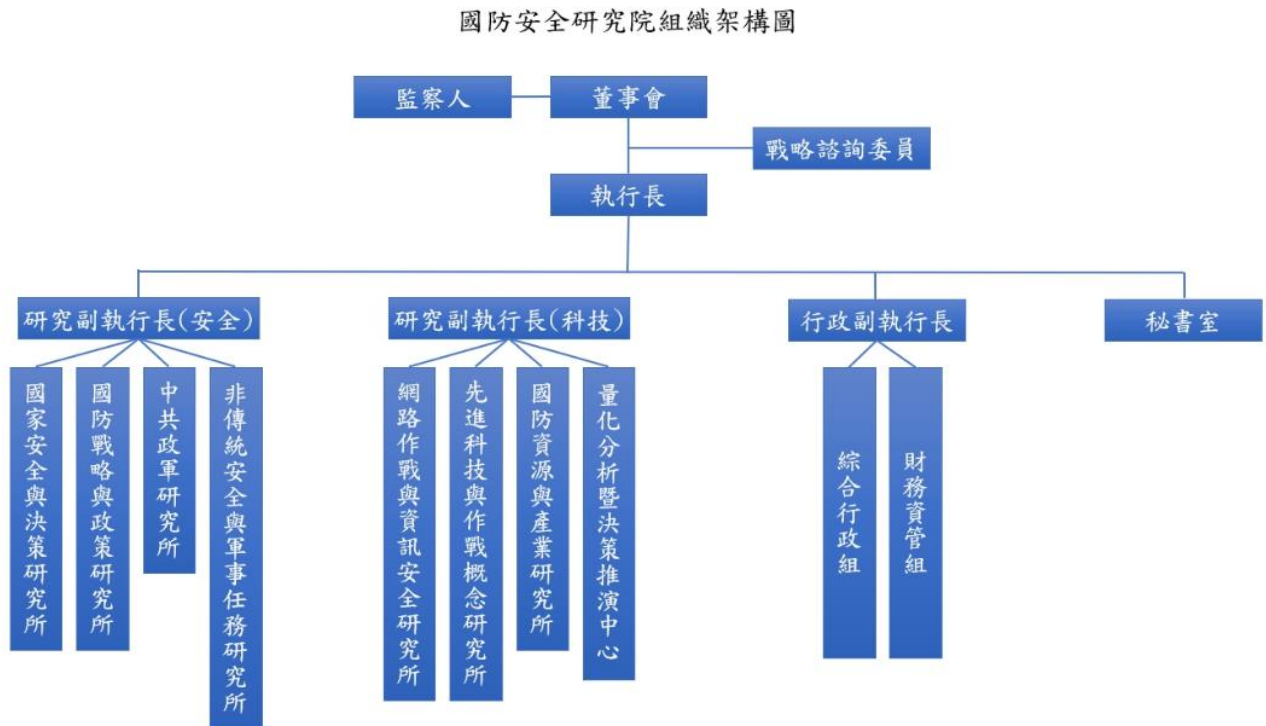 國防安全研究院組織架構圖
監察人
董事會
戰略諮詢委員
執行長
研究副執行長(安全)
研究副執行長(科技)
行政副執行長
秘書室
國家安全與決策研究所
國防戰略與政策研究所
中共政軍研究所
非傳統安全與軍事任務研究所
網路作戰與資訊安全研究所
先進科技與作戰概念研究所
國防資源與產業研究所
量化分析暨決策推演中心
綜合行政組
財務資管組